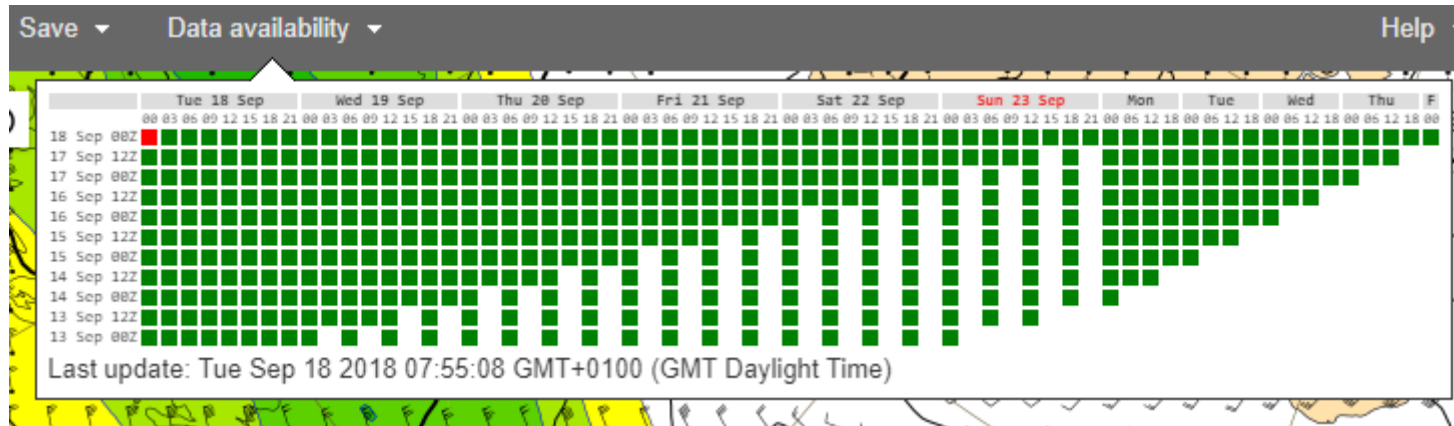 Save Data availability Help
Tue 18 Sep Wed 19 Sep Thu 20 Sep Fri 21 Sep Sat 22 Sep Sun 23 Sep Mon Tue Wed Thu F
00 03 06 09 12 15 18 21 00 03 06 09 12 15 18 21 00 03 06 09 12 15 18 21 00 03 06 09 12 15 18 21 00 03 06 09 12 15 18 21 00 03 06 09 12 15 18 21 00 06 12 18 00 06 12 18 00 06 12 18 00 06 12 18 00
18 Sep 00Z
17 Sep 12Z
17 Sep 00Z
16 Sep 12Z
16 Sep 00Z
15 Sep 12Z
15 Sep 00Z
14 Sep 12Z
14 Sep 00Z
13 Sep 12Z
13 Sep 00Z
Last update: Tue Sep 18 2018 07:55:08 GMT+0100 (GMT Daylight Time)